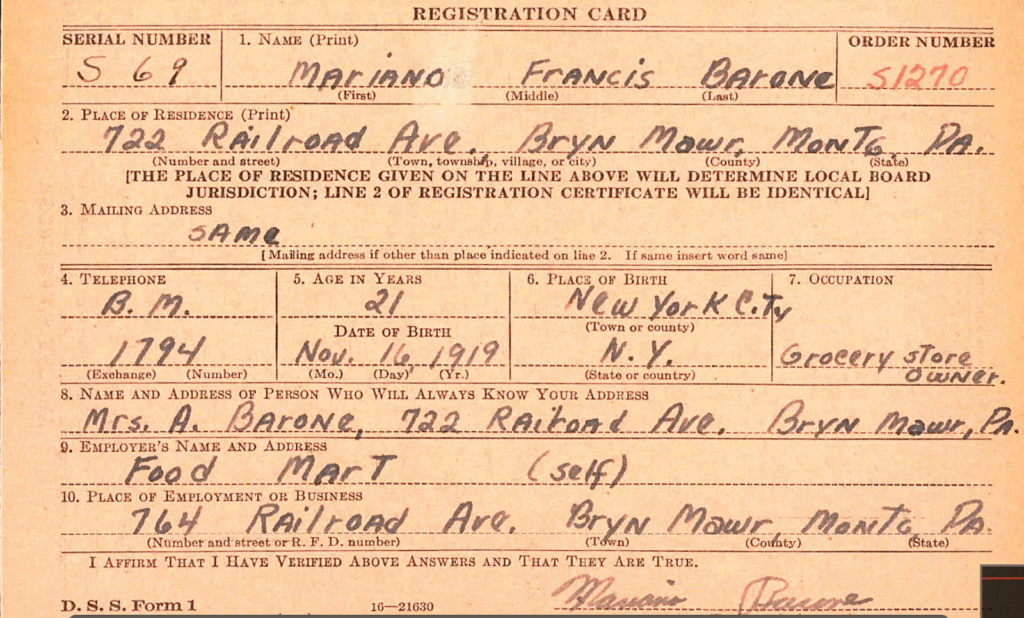 REGISTRATION CARD
SERIAL NUMBER 1. NAME (Print) ORDER NUMBER
S 69 Mariano Francis Barone S1270
(First) (Middle) (Last)
2. PLACE OF RESIDENCE (Print)
722 Railroad Ave. Bryn Mawr, Montg PA.
(Number and street) (Town, township, village, or city) (County) (State)
[THE PLACE OF RESIDENCE GIVEN ON THE LINE ABOVE WILL DETERMINE LOCAL BOARD
JURISDICTION; LINE 2 OF REGISTRATION CERTIFICATE WILL BE IDENTICAL]
3. MAILING ADDRESS
SAME
[Mailing address if other than place indicated on line 2. If same insert word same]
4. TELEPHONE 5. AGE IN YEARS 6. PLACE OF BIRTH 7. OCCUPATION
B. M. 21 New York City
DATE OF BIRTH (Town or county)
1794 Nov. 16, 1919 N. Y. Grocery store
owner.
(Exchange) (Number) (Mo.) (Day) (Yr.) (State or country)
8. NAME AND ADDRESS OF PERSON WHO WILL ALWAYS KNOW YOUR ADDRESS
Mrs. A. Barone, 722 Railroad Ave. Bryn Mawr, Pa.
9. EMPLOYER'S NAME AND ADDRESS
Food Mart (self)
10. PLACE OF EMPLOYMENT OR BUSINESS
764 Railroad Ave. Bryn Mawr, Montg PA.
(Number and street or R. F. D. number) (Town) (County) (State)
I AFFIRM THAT I HAVE VERIFIED ABOVE ANSWERS AND THAT THEY ARE TRUE.
D. S. S. Form 1 16—21630 Mariano Barone